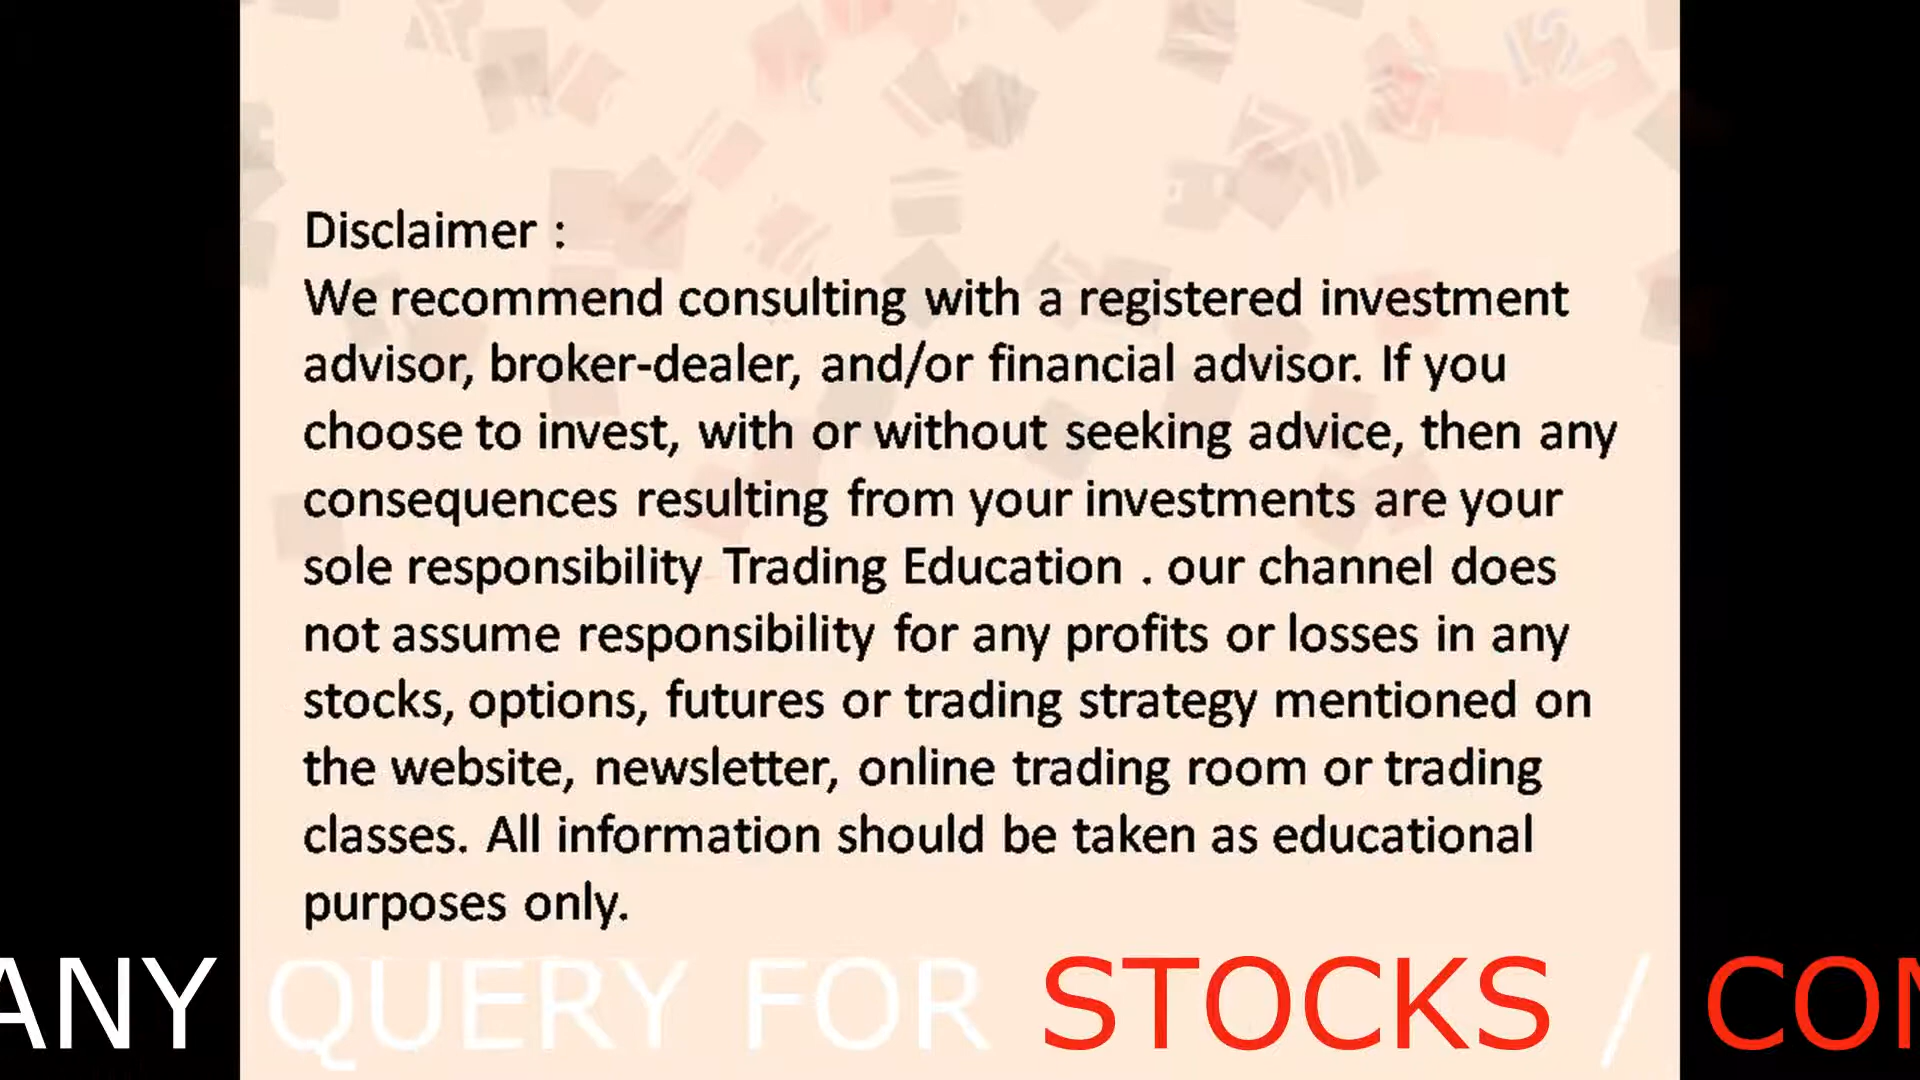 Disclaimer :
We recommend consulting with a registered investment
advisor, broker-dealer, and/or financial advisor. If you
choose to invest, with or without seeking advice, then any
consequences resulting from your investments are your
sole responsibility Trading Education . our channel does
not assume responsibility for any profits or losses in any
stocks, options, futures or trading strategy mentioned on
the website, newsletter, online trading room or trading
classes. All information should be taken as educational
purposes only.
ANY QUERY FOR STOCKS /